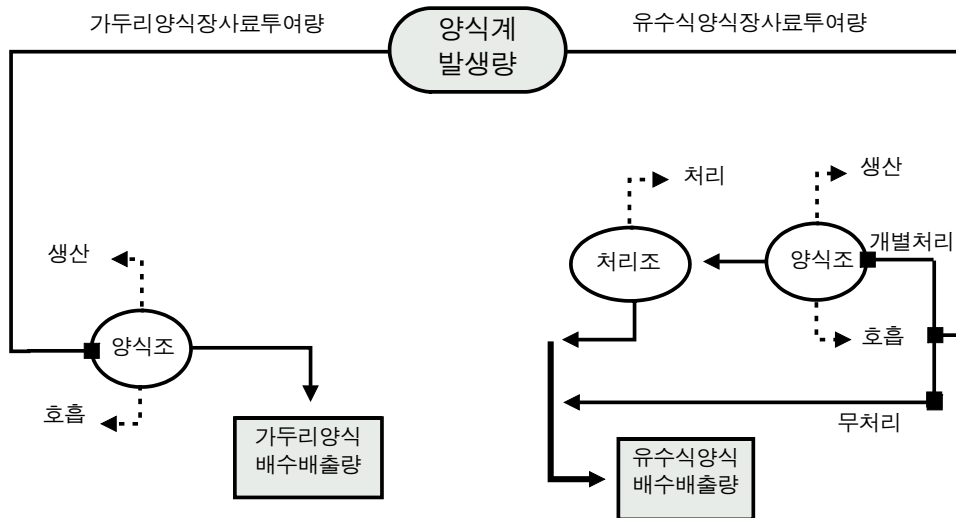 가두리양식장사료투여량
양식계
발생량
유수식양식장사료투여량
생산
양식조
호흡
가두리양식
배수배출량
처리
생산
개별처리
처리조
양식조
호흡
무처리
유수식양식
배수배출량